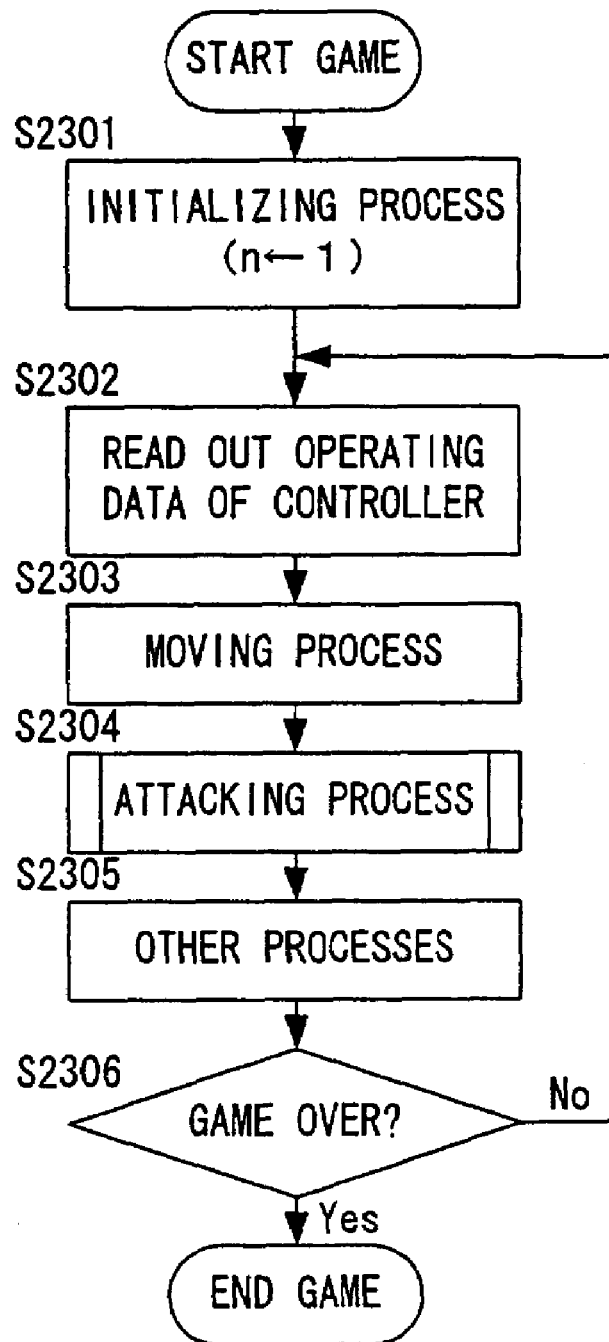 START GAME
S2301
INITIALIZING PROCESS
(n← 1 )
S2302
READ OUT OPERATING
DATA OF CONTROLLER
S2303
MOVING PROCESS
S2304
ATTACKING PROCESS
S2305
OTHER PROCESSES
S2306
GAME OVER?
No
Yes
END GAME